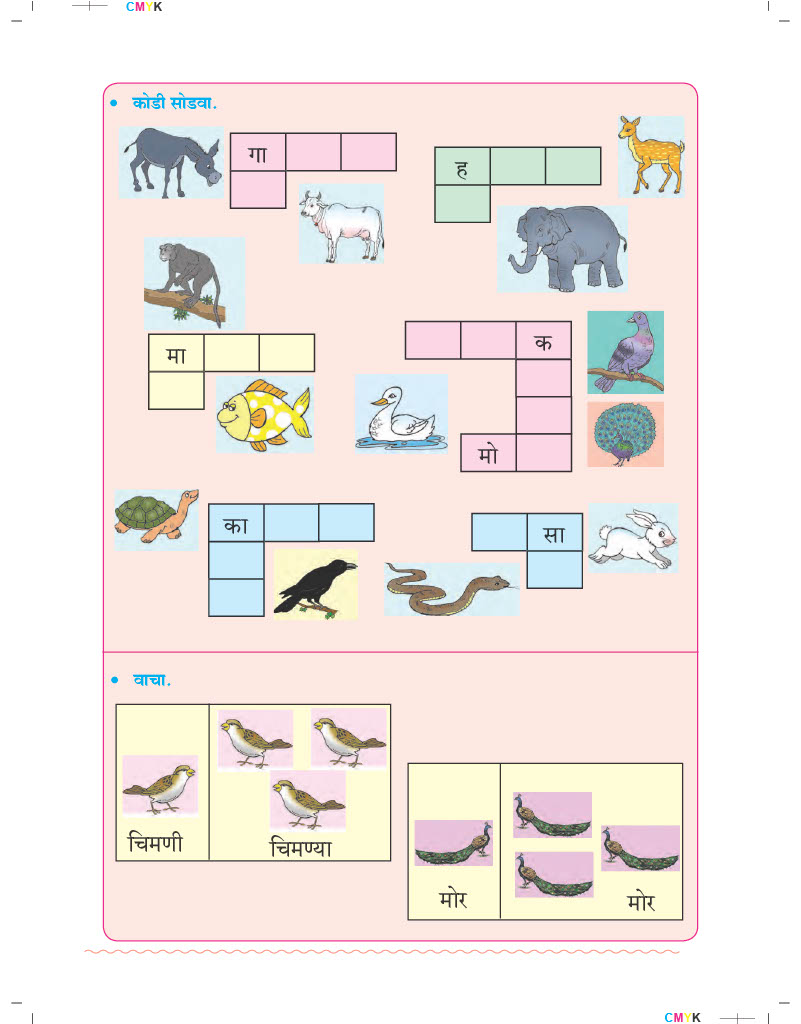 CMYK
• कोडी सोडवा.
गा
ह
मा
क
मो
का
सा
• वाचा.
चिमणी
चिमण्या
मोर
मोर
CMYK